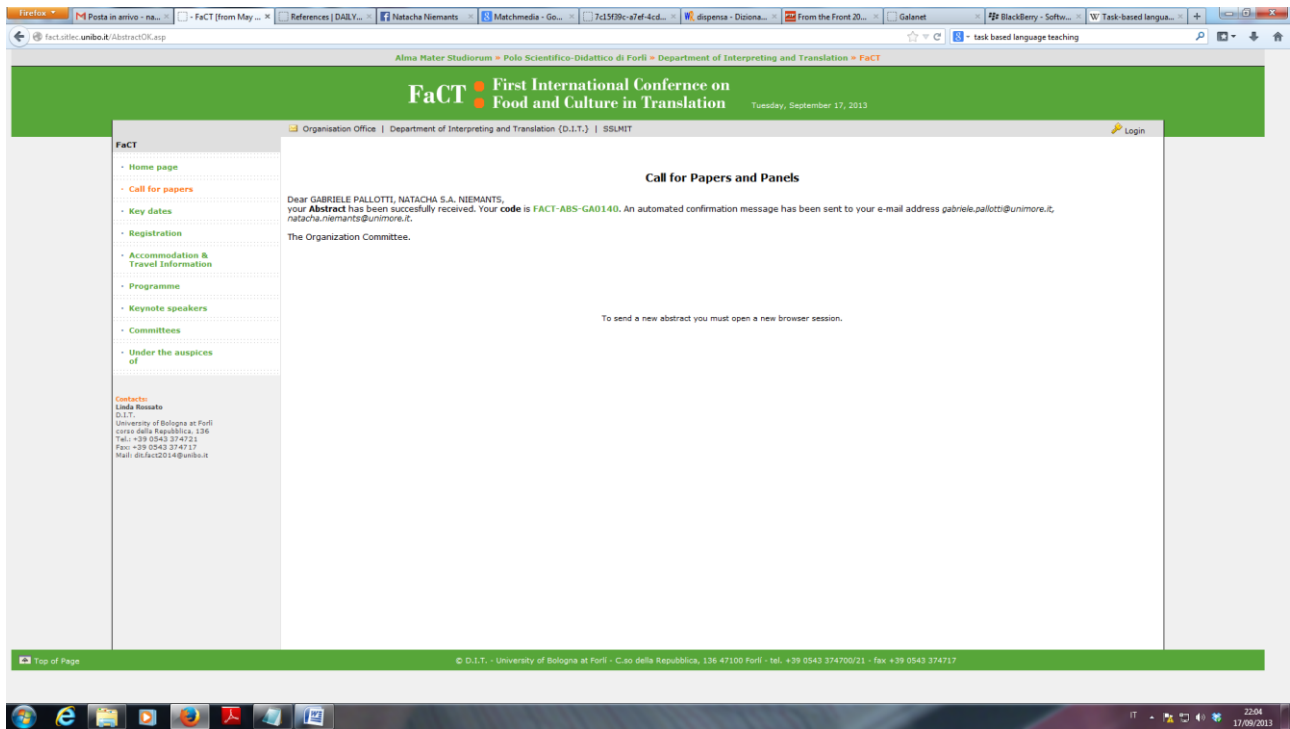 Firefox
Posta in arrivo - na...
- FaCT [from May ...
References | DAILY...
Natacha Niemants
Matchmedia - Go...
7c15f39c-a7ef-4cd...
dispensa - Diziona...
From the Front 20...
Galanet
BlackBerry - Softw...
Task-based langua...
fact.sitlec.unibo.it/AbstractOK.asp
task based language teaching
Alma Mater Studiorum » Polo Scientifico-Didattico di Forlì » Department of Interpreting and Translation » FaCT
FaCT
First International Confernce on
Food and Culture in Translation
Tuesday, September 17, 2013
Organisation Office | Department of Interpreting and Translation {D.I.T.} | SSLMIT
Login
FaCT
· Home page
· Call for papers
· Key dates
· Registration
· Accommodation &
Travel Information
· Programme
· Keynote speakers
· Committees
· Under the auspices
of
Contacts:
Linda Rossato
D.I.T.
University of Bologna at Forlì
corso della Repubblica, 136
Tel.: +39 0543 374721
Fax: +39 0543 374717
Mail: dit.fact2014@unibo.it
Call for Papers and Panels
Dear GABRIELE PALLOTTI, NATACHA S.A. NIEMANTS,
your Abstract has been succesfully received. Your code is FACT-ABS-GA0140. An automated confirmation message has been sent to your e-mail address gabriele.pallotti@unimore.it,
natacha.niemants@unimore.it.
The Organization Committee.
To send a new abstract you must open a new browser session.
Top of Page
© D.I.T. - University of Bologna at Forlì - C.so della Repubblica, 136 47100 Forlì - tel. +39 0543 374700/21 - fax +39 0543 374717
IT
22:04
17/09/2013